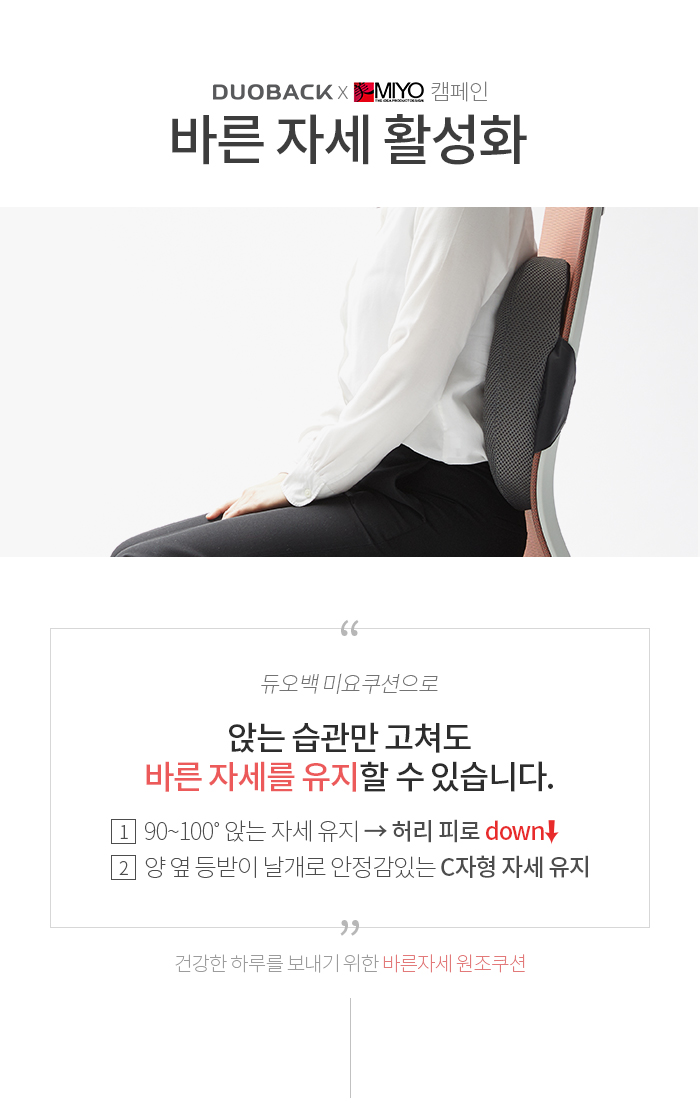 DUOBACK x MIYO 캠페인
THE IDEA PRODUCT DESIGN
바른 자세 활성화
“
듀오백 미요쿠션으로
앉는 습관만 고쳐도
바른 자세를 유지할 수 있습니다.
1 90~100˚ 앉는 자세 유지 → 허리 피로 down⬇
2 양 옆 등받이 날개로 안정감있는 C자형 자세 유지
”
건강한 하루를 보내기 위한 바른자세 원조쿠션